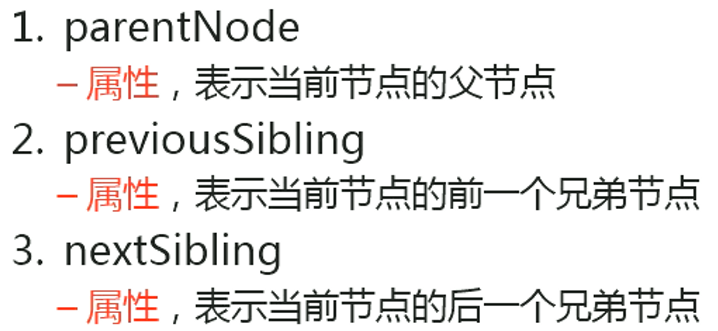 1. parentNode
– 属性，表示当前节点的父节点
2. previousSibling
– 属性，表示当前节点的前一个兄弟节点
3. nextSibling
– 属性，表示当前节点的后一个兄弟节点